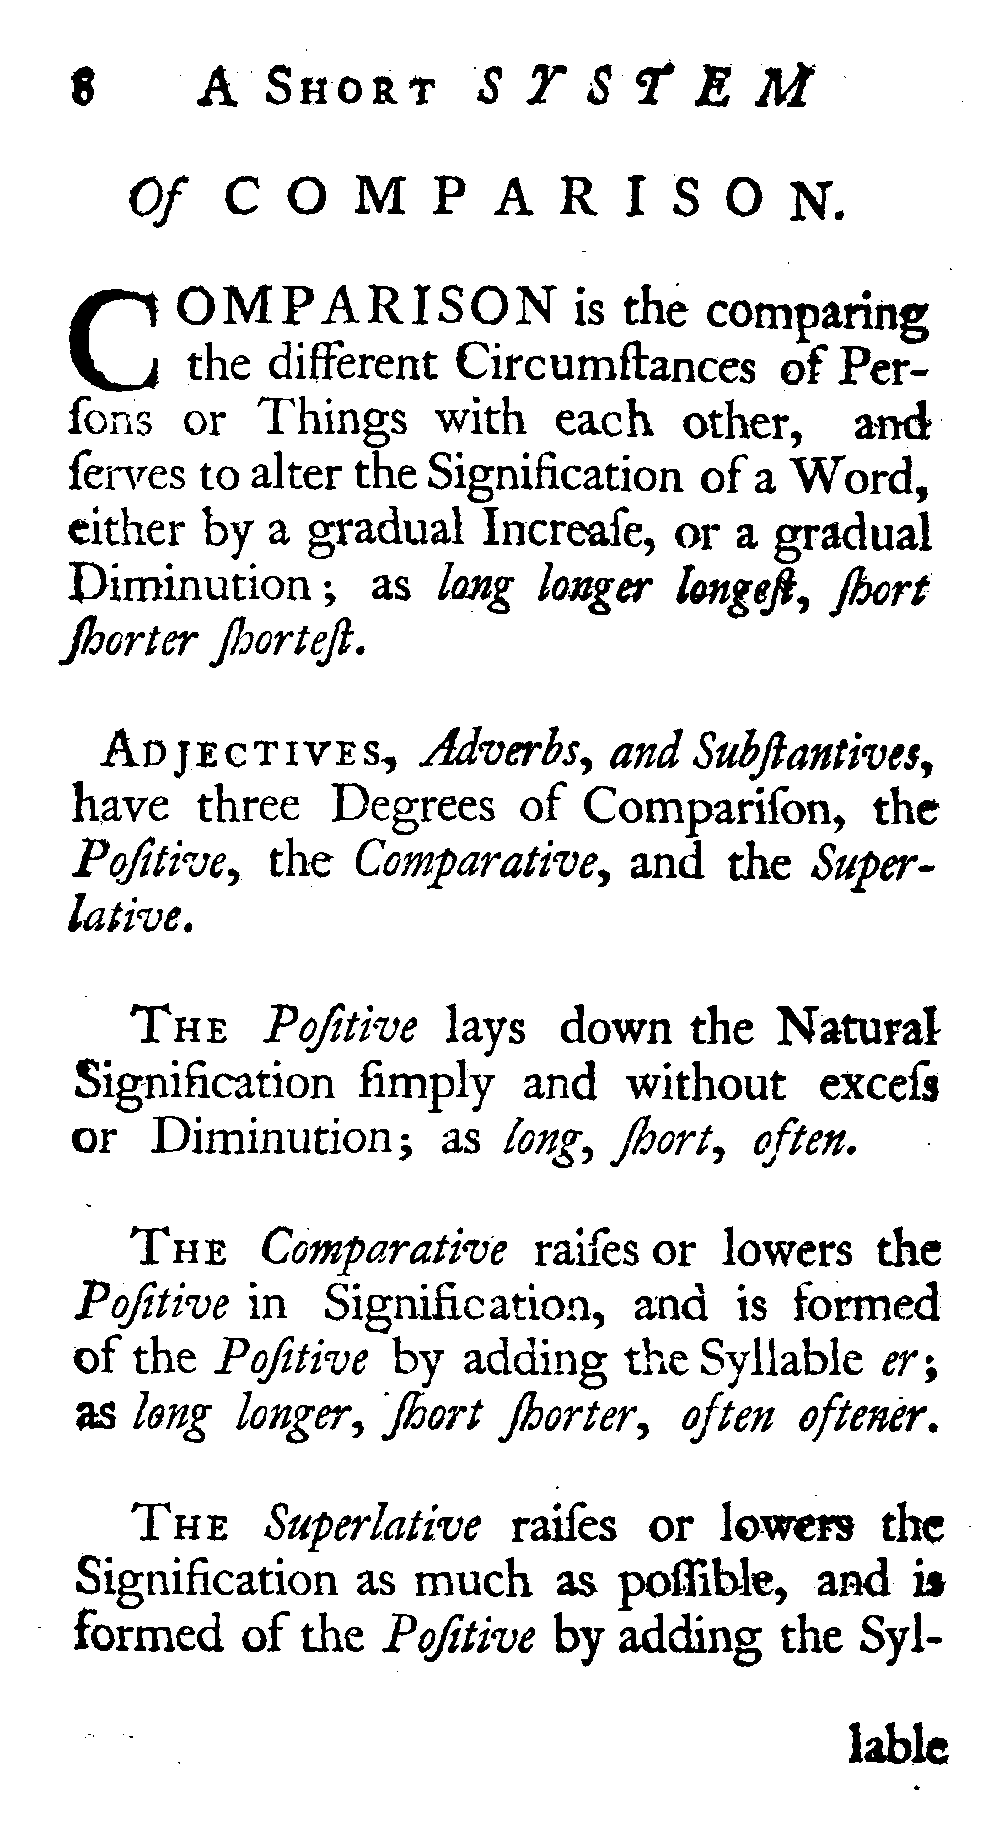 8 A SHORT SYSTEM
Of COMPARISON.
COMPARISON is the comparing
the different Circumſtances of Per-
ſons or Things with each other, and
ſerves to alter the Signification of a Word,
either by a gradual Increaſe, or a gradual
Diminution; as long longer longeſt, ſhort
ſhorter ſhorteſt.
ADJECTIVES, Adverbs, and Subſtantives,
have three Degrees of Compariſon, the
Poſitive, the Comparative, and the Super-
lative.
THE Poſitive lays down the Natural
Signification ſimply and without exceſs
or Diminution; as long, ſhort, often.
THE Comparative raiſes or lowers the
Poſitive in Signification, and is formed
of the Poſitive by adding the Syllable er;
as long longer, ſhort ſhorter, often oftener.
THE Superlative raiſes or lowers the
Signification as much as poſſible, and is
formed of the Poſitive by adding the Syl-
lable